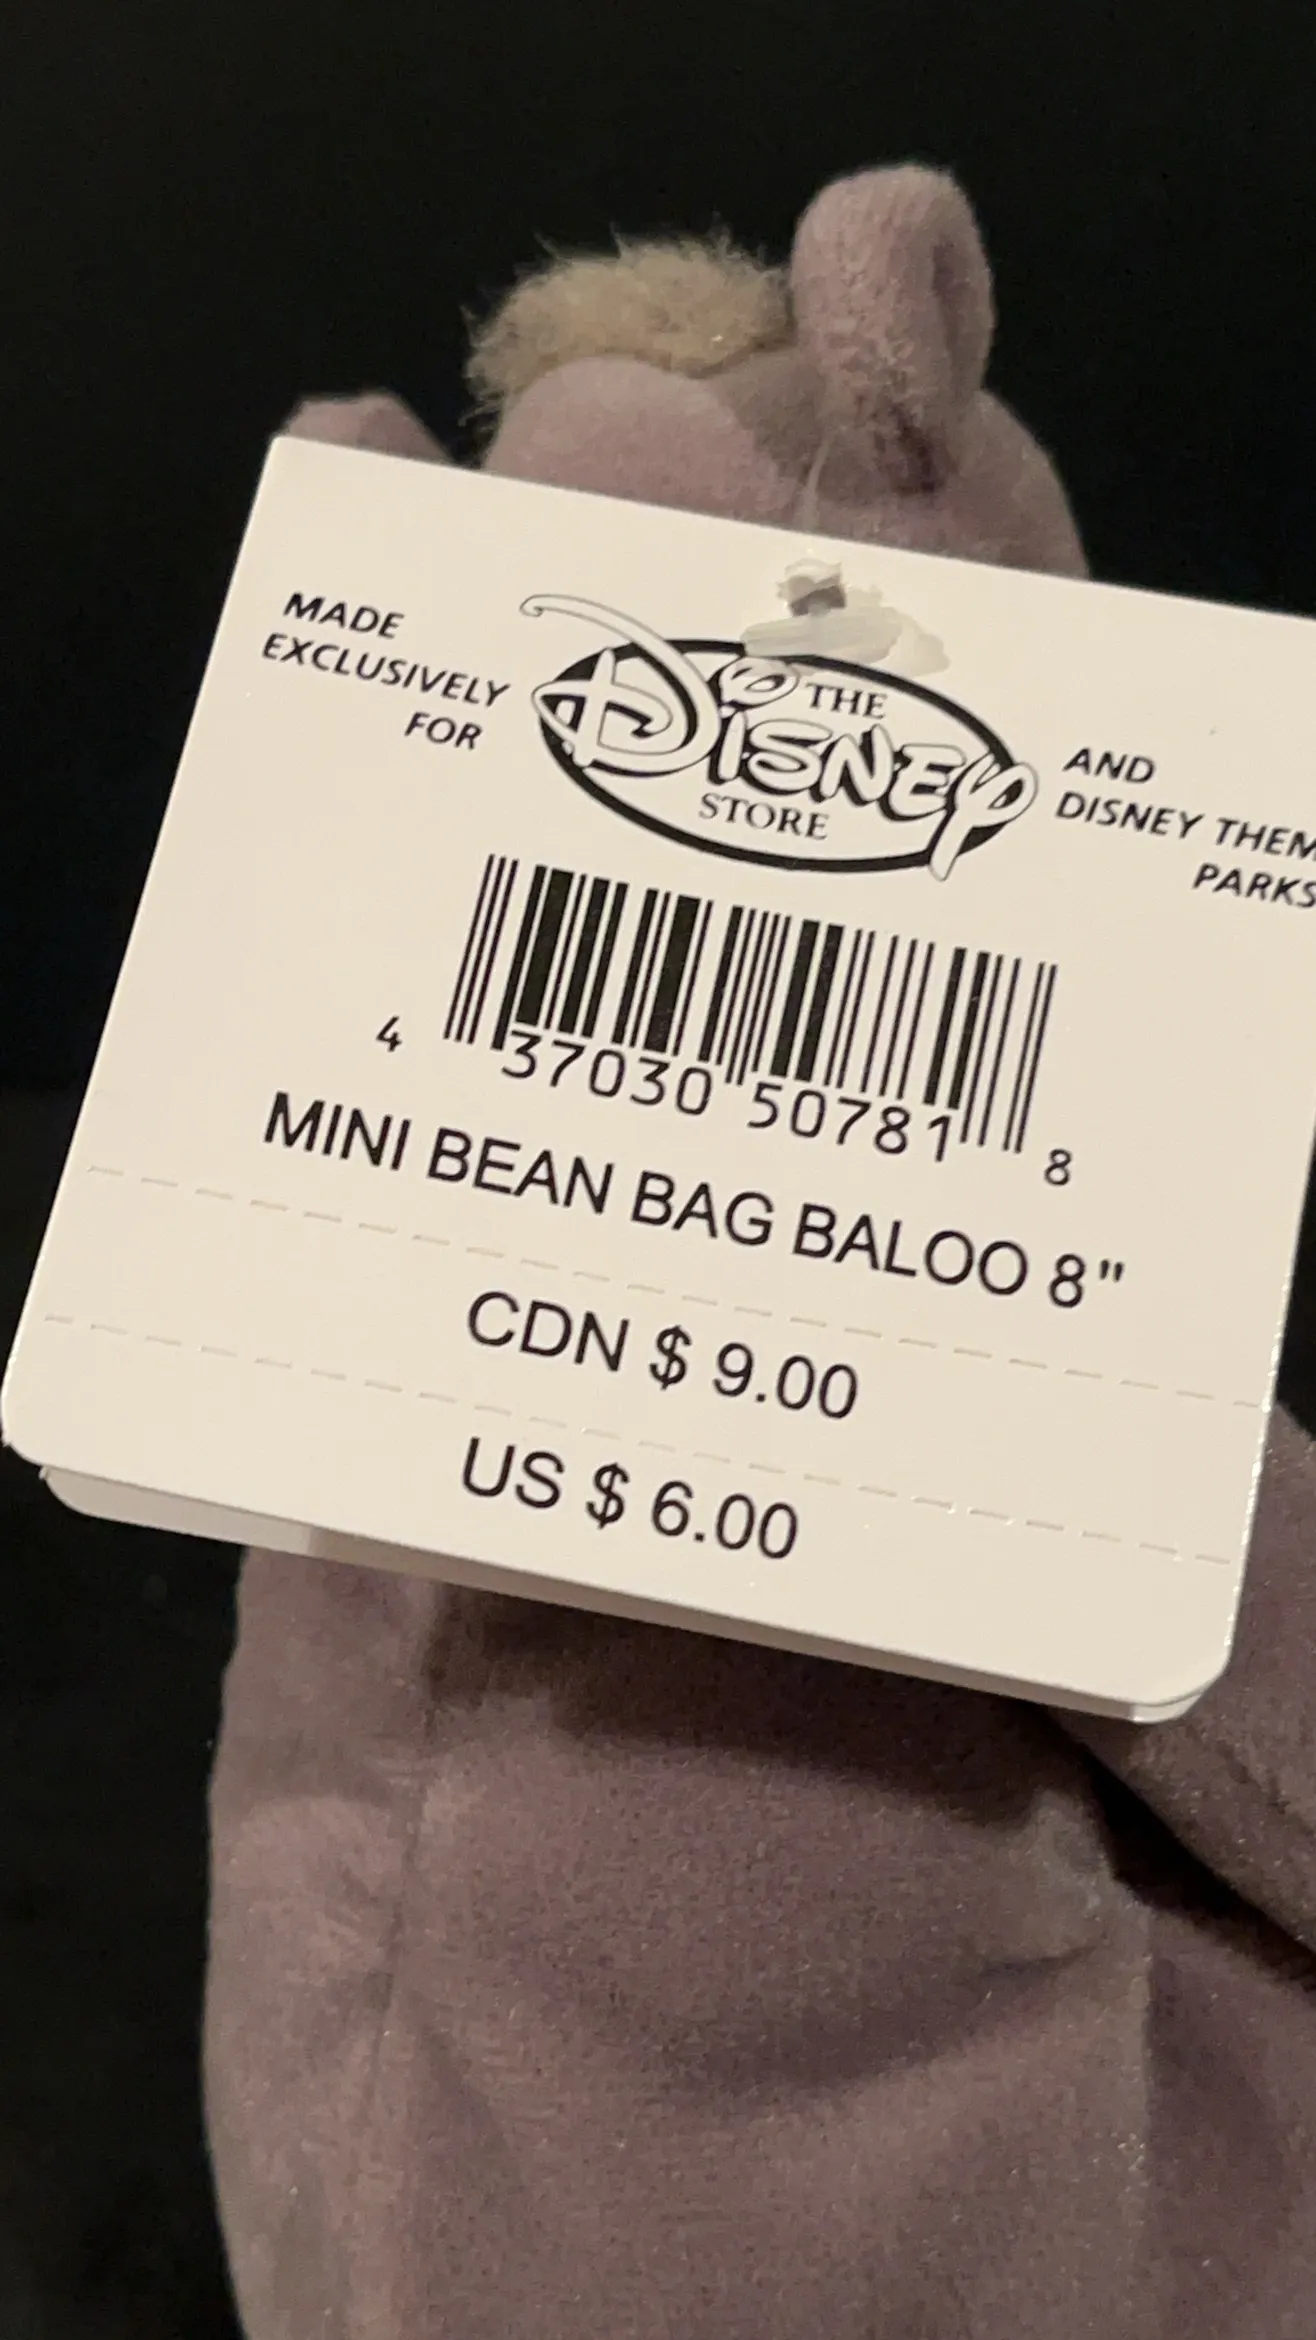 MADE
EXCLUSIVELY
FOR
THE
Disney
STORE
AND
DISNEY THEM
PARKS
4 37030 50781 8
MINI BEAN BAG BALOO 8"
CDN $ 9.00
US $ 6.00